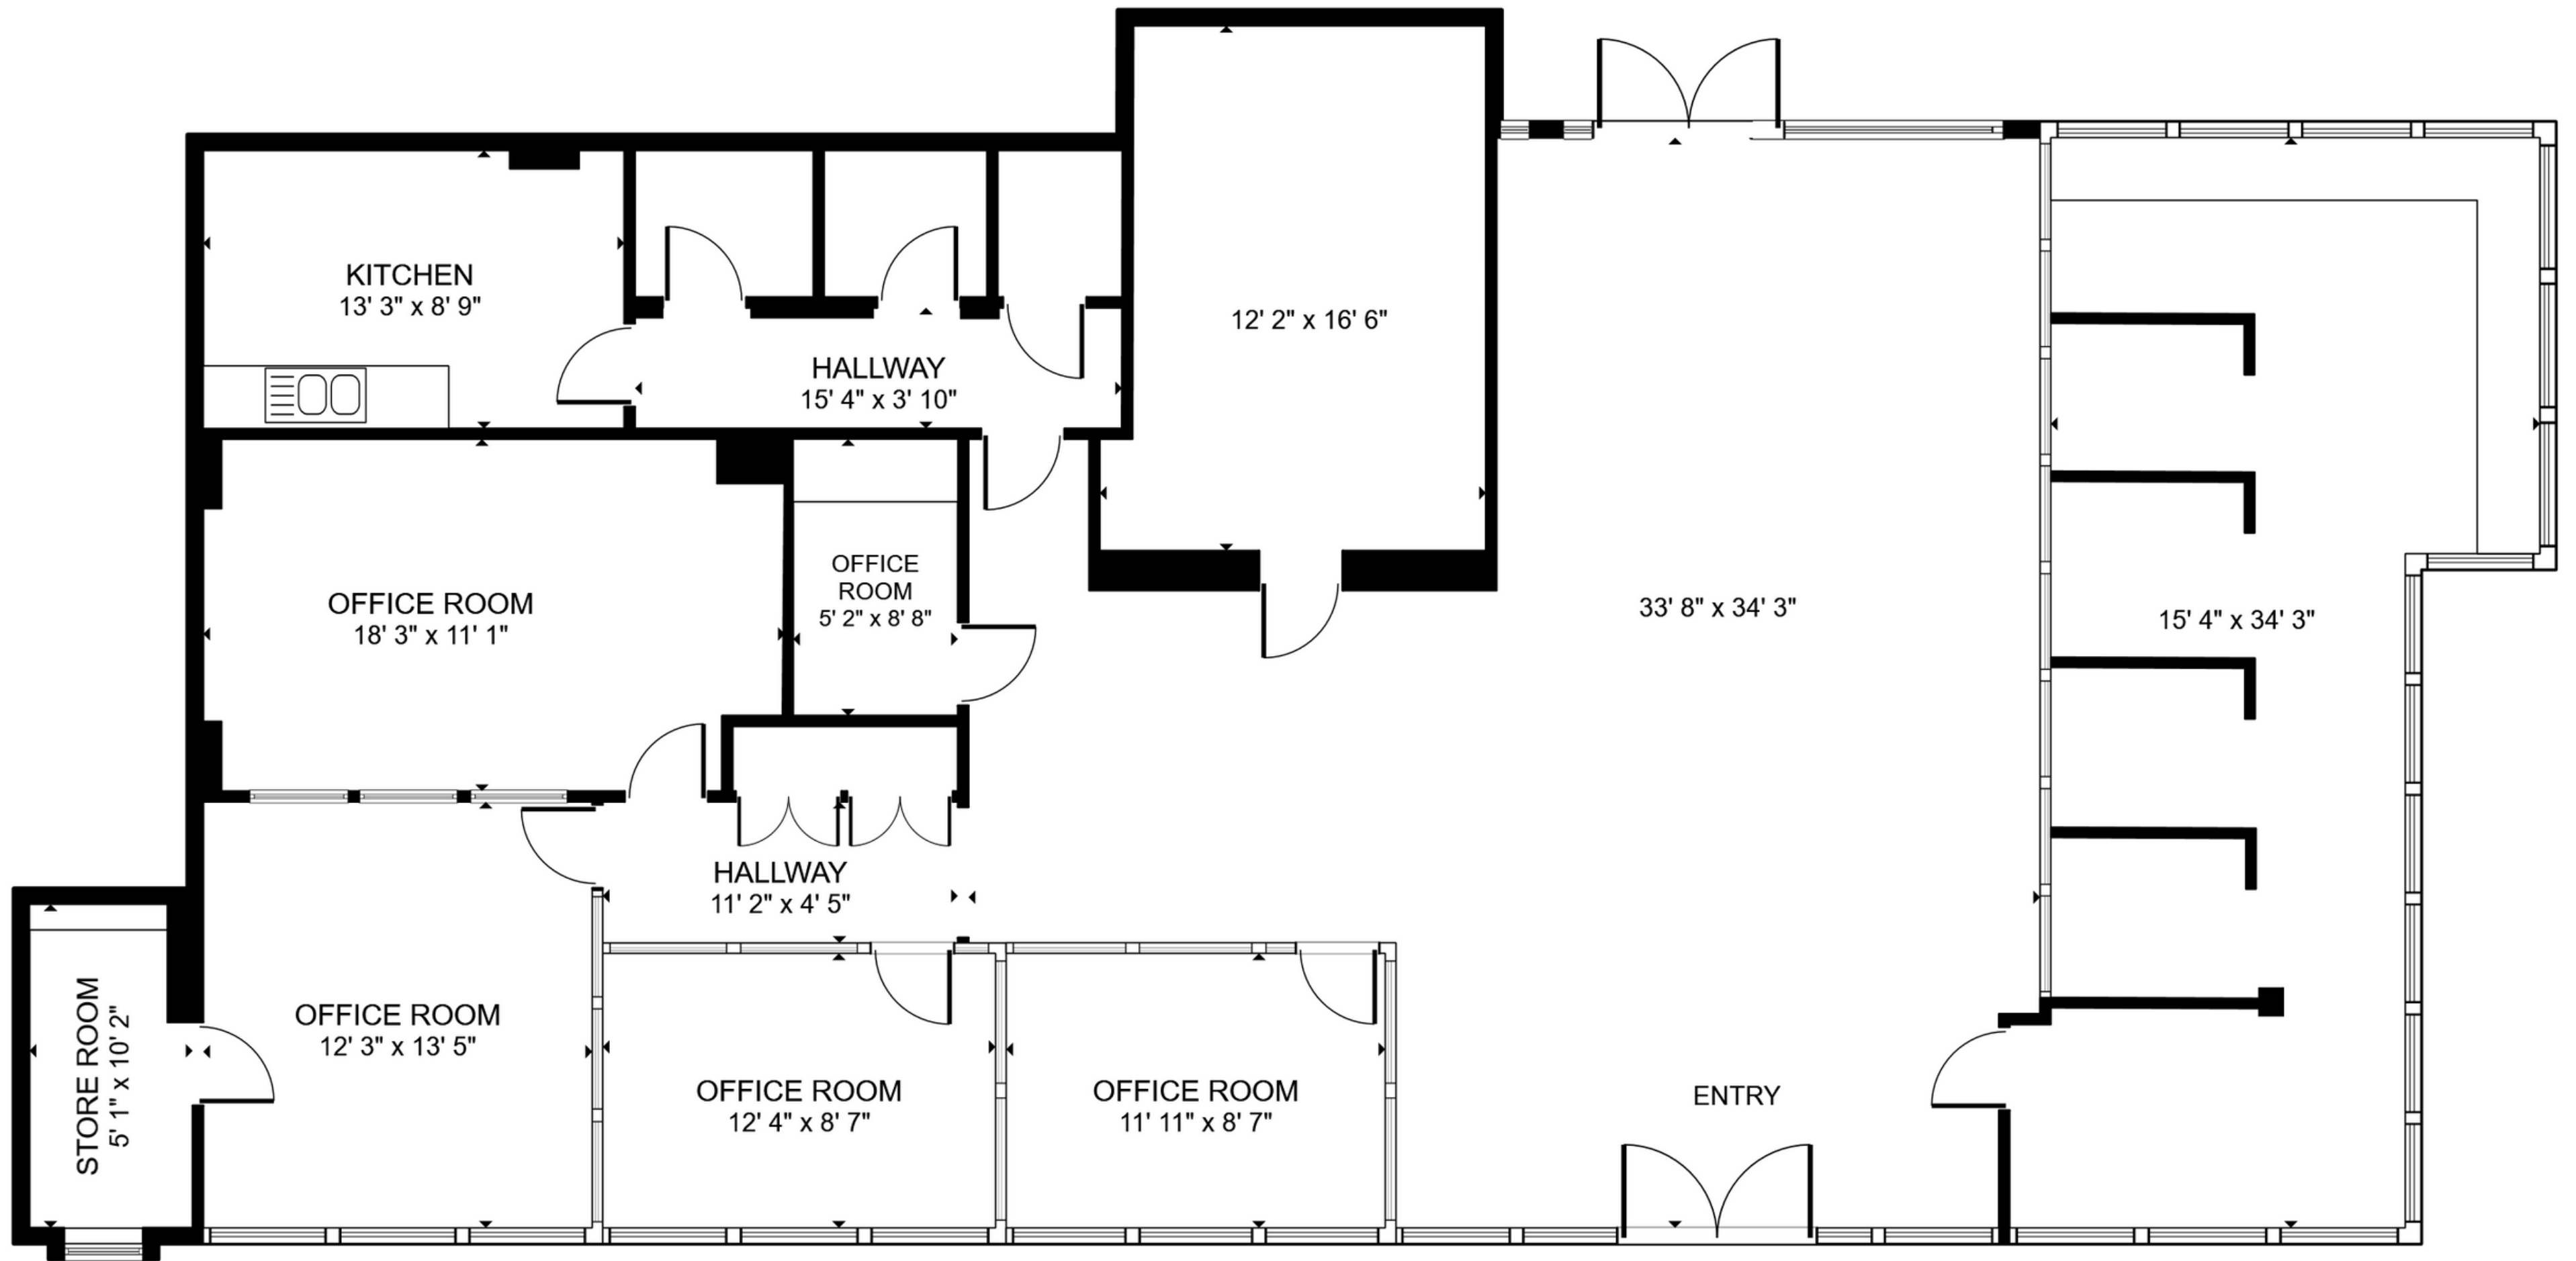 KITCHEN
13' 3" x 8' 9"
HALLWAY
15' 4" x 3' 10"
12' 2" x 16' 6"
OFFICE ROOM
18' 3" x 11' 1"
OFFICE
ROOM
5' 2" x 8' 8"
33' 8" x 34' 3"
15' 4" x 34' 3"
HALLWAY
11' 2" x 4' 5"
STORE ROOM
5' 1" x 10' 2"
OFFICE ROOM
12' 3" x 13' 5"
OFFICE ROOM
12' 4" x 8' 7"
OFFICE ROOM
11' 11" x 8' 7"
ENTRY